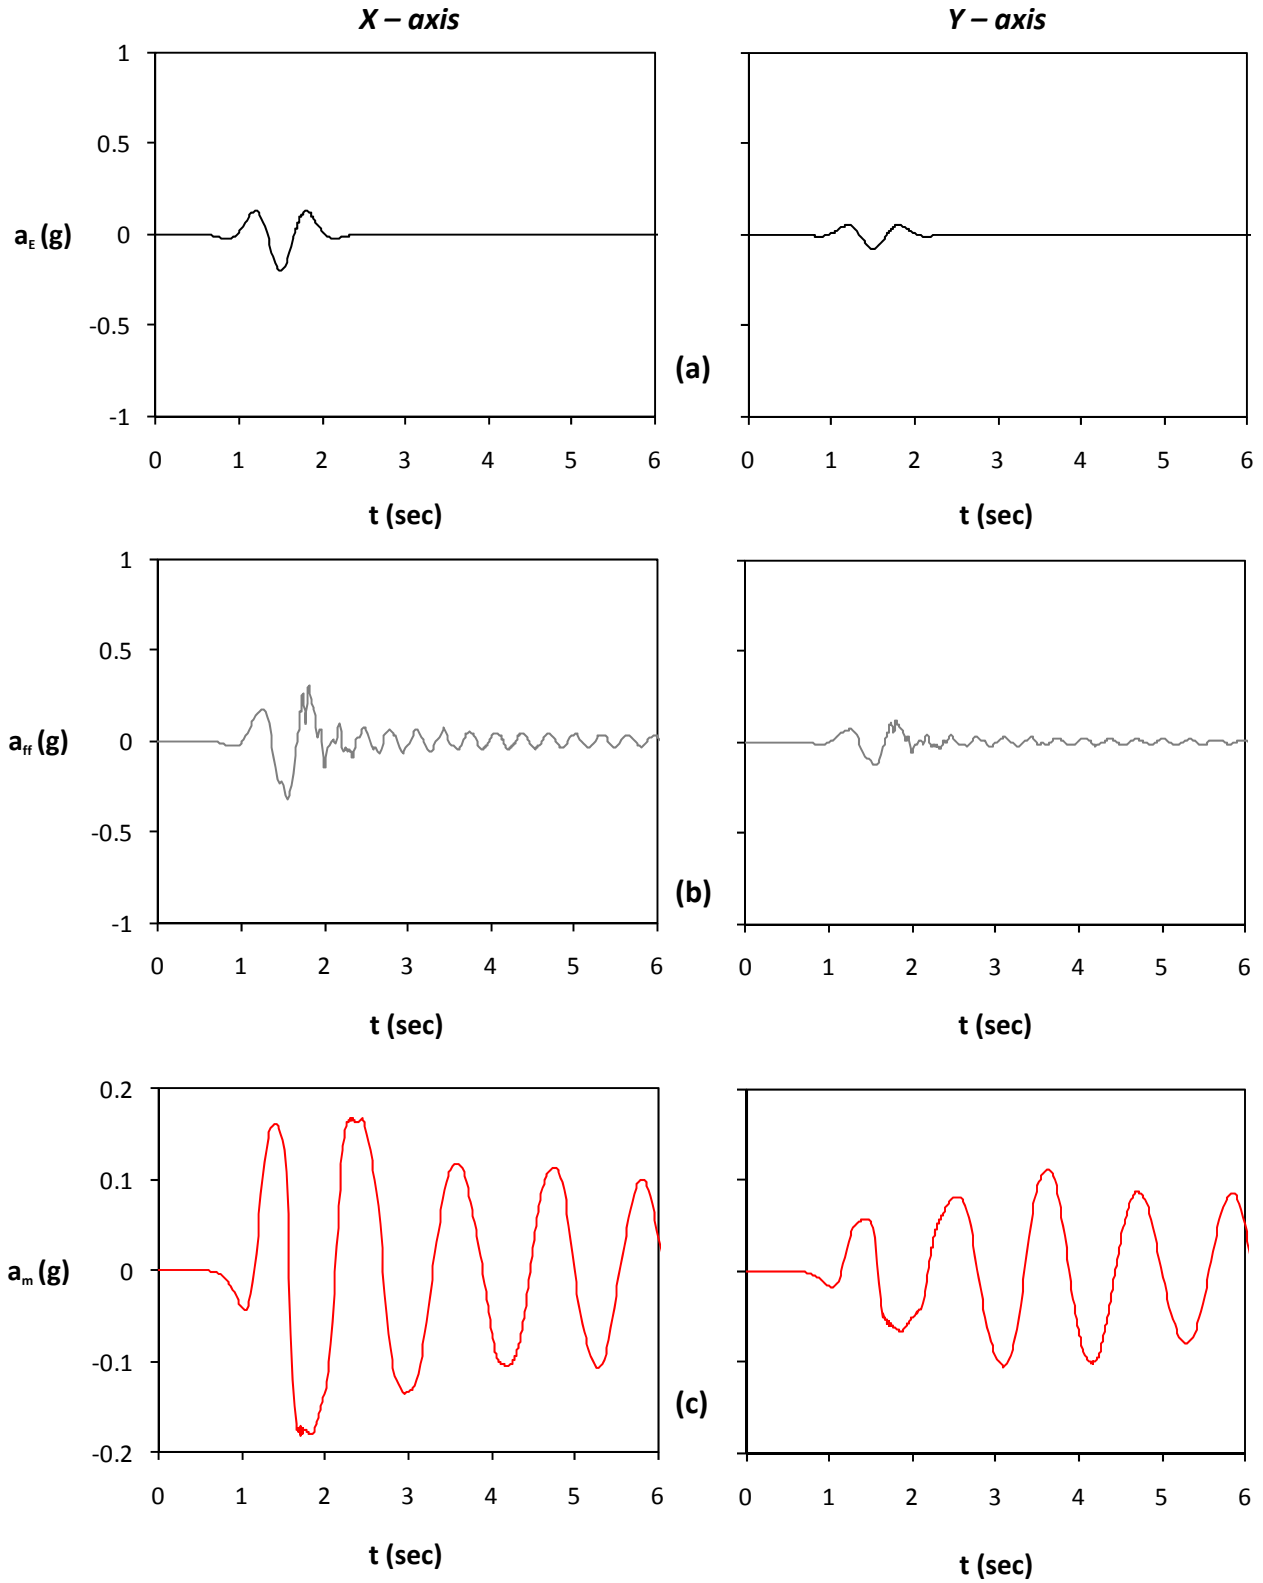 X – axis Y – axis
1
0.5
a_E (g) 0
-0.5
(a)
-1
0 1 2 3 4 5 6 0 1 2 3 4 5 6
t (sec) t (sec)
1
0.5
a_ff (g) 0
-0.5
(b)
-1
0 1 2 3 4 5 6 0 1 2 3 4 5 6
t (sec) t (sec)
0.2
0.1
a_m (g) 0
-0.1
(c)
-0.2
0 1 2 3 4 5 6 0 1 2 3 4 5 6
t (sec) t (sec)